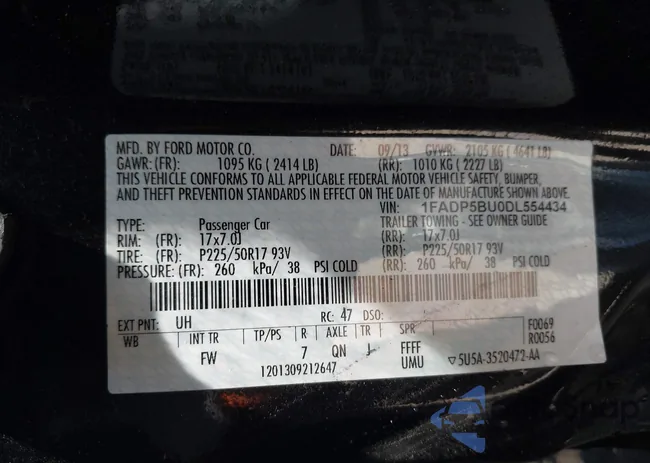 MFD. BY FORD MOTOR CO. DATE: 09/13 GVWR: 2105 KG (4641 LB)
GAWR: (FR): 1095 KG (2414 LB) (RR): 1010 KG (2227 LB)
THIS VEHICLE CONFORMS TO ALL APPLICABLE FEDERAL MOTOR VEHICLE SAFETY, BUMPER,
AND THEFT PREVENTION STANDARDS IN EFFECT ON THE DATE OF MANUFACTURE SHOWN ABOVE.
VIN: 1FADP5BU0DL554434
TYPE: Passenger Car TRAILER TOWING - SEE OWNER GUIDE
RIM: (FR): 17x7.0J (RR): 17x7.0J
TIRE: (FR): P225/50R17 93V (RR): P225/50R17 93V
PRESSURE: (FR): 260 kPa/ 38 PSI COLD (RR): 260 kPa/ 38 PSI COLD
EXT PNT: UH RC: 47 DSO: F0069
WB INT TR TP/PS R AXLE TR SPR R0056
FW 7 QN J FFFF
1201309212647 UMU ▽5U5A-3520472-AA